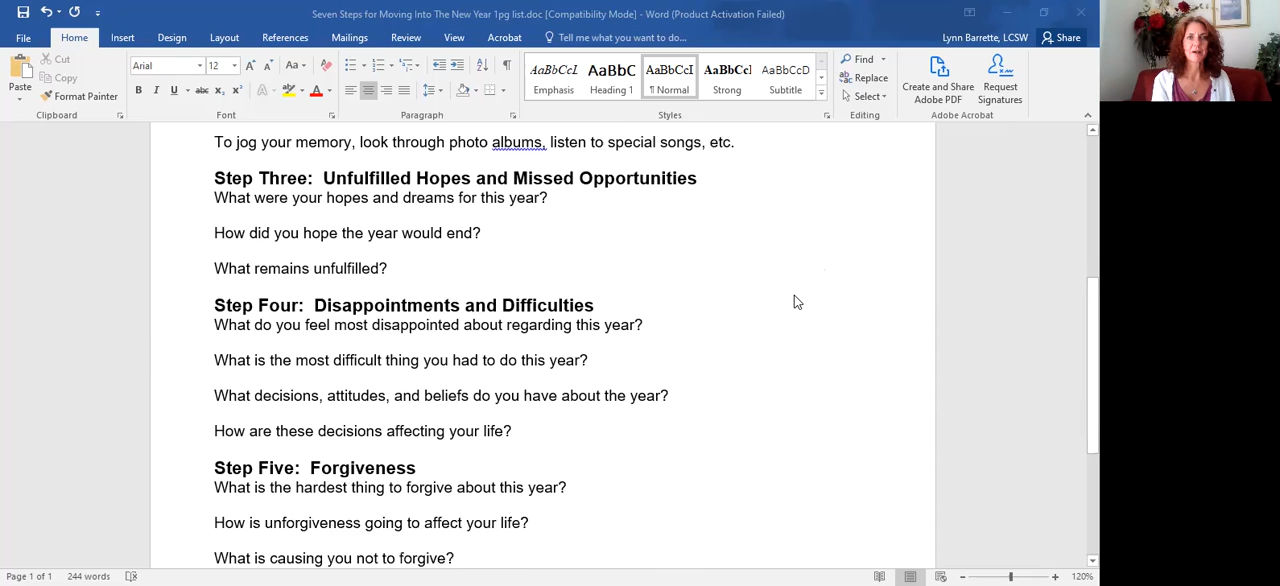 Seven Steps for Moving Into The New Year 1pg list.doc [Compatibility Mode] - Word (Product Activation Failed)
File Home Insert Design Layout References Mailings Review View Acrobat Tell me what you want to do... Lynn Barrette, LCSW Share
Paste
Cut
Copy
Format Painter
Clipboard
Arial 12
Font
Paragraph
AaBbCcI AaBbC AaBbCcI AaBbCcl AaBbCcD
Emphasis Heading 1 ¶ Normal Strong Subtitle
Styles
Find
Replace
Select
Editing
Create and Share Adobe PDF
Request Signatures
Adobe Acrobat
To jog your memory, look through photo albums, listen to special songs, etc.
Step Three: Unfulfilled Hopes and Missed Opportunities
What were your hopes and dreams for this year?
How did you hope the year would end?
What remains unfulfilled?
Step Four: Disappointments and Difficulties
What do you feel most disappointed about regarding this year?
What is the most difficult thing you had to do this year?
What decisions, attitudes, and beliefs do you have about the year?
How are these decisions affecting your life?
Step Five: Forgiveness
What is the hardest thing to forgive about this year?
How is unforgiveness going to affect your life?
What is causing you not to forgive?
Page 1 of 1 244 words 120%